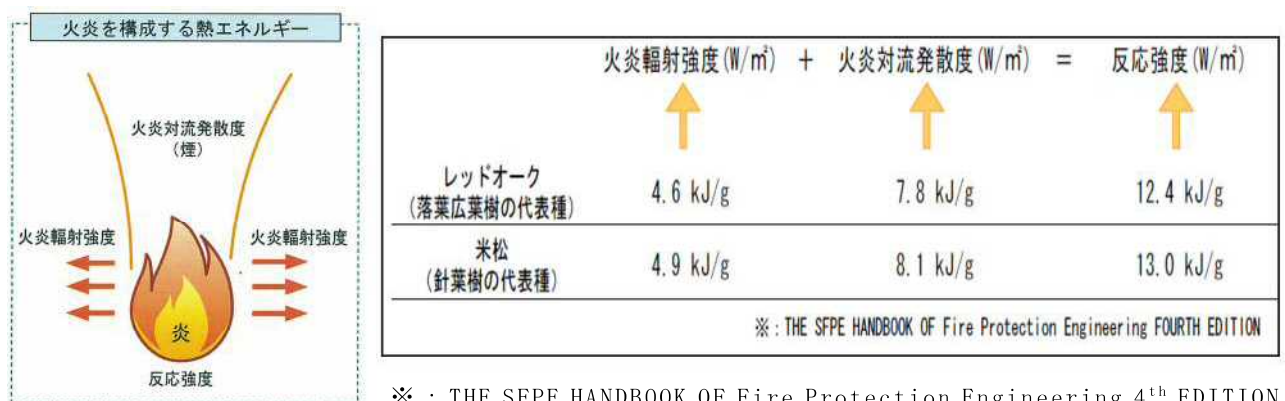 火炎を構成する熱エネルギー
火炎対流発散度
(煙)
火炎輻射強度
火炎輻射強度
炎
反応強度
火炎輻射強度(W/㎡) + 火炎対流発散度(W/㎡) = 反応強度(W/㎡)
レッドオーク
(落葉広葉樹の代表種)
4.6 kJ/g 7.8 kJ/g 12.4 kJ/g
米松
(針葉樹の代表種)
4.9 kJ/g 8.1 kJ/g 13.0 kJ/g
※:THE SFPE HANDBOOK OF Fire Protection Engineering FOURTH EDITION
※:THE SFPE HANDBOOK OF Fire Protection Engineering 4th EDITION